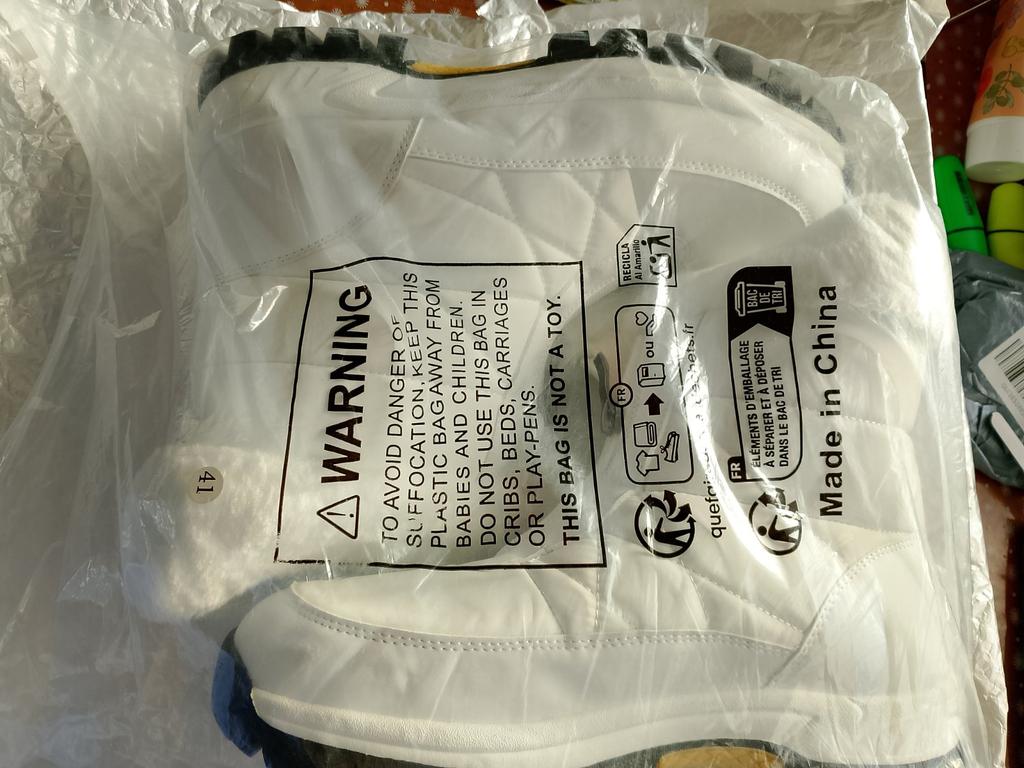 WARNING
TO AVOID DANGER OF
SUFFOCATION, KEEP THIS
PLASTIC BAG AWAY FROM
BABIES AND CHILDREN.
DO NOT USE THIS BAG IN
CRIBS, BEDS, CARRIAGES
OR PLAY-PENS.
THIS BAG IS NOT A TOY.
RECICLA
Al Amarillo
FR
ou
FR
ÉLÉMENTS D'EMBALLAGE
À SÉPARER ET À DÉPOSER
DANS LE BAC DE TRI
BAC
DE
TRI
Made in China
41